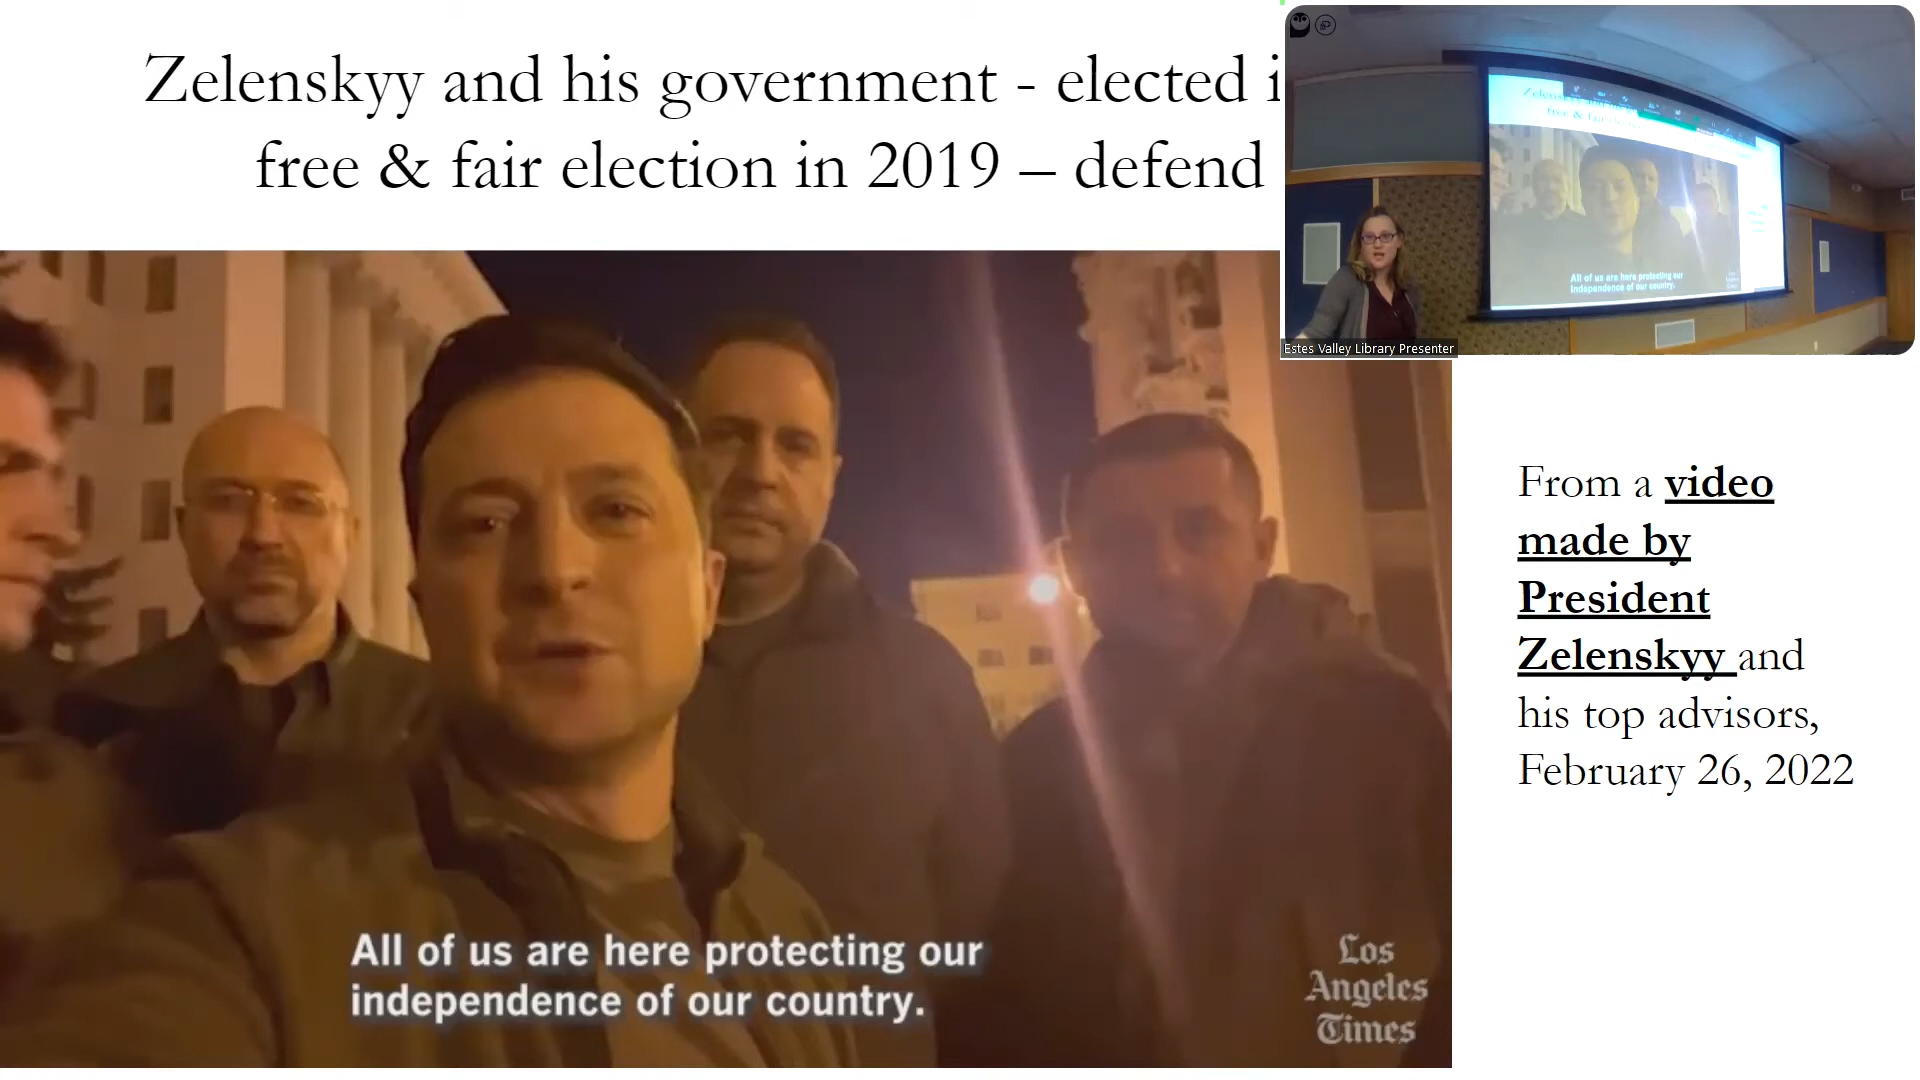 Zelenskyy and his government - elected i
free & fair election in 2019 – defend
All of us are here protecting our
independence of our country.
Estes Valley Library Presenter
From a video
made by
President
Zelenskyy and
his top advisors,
February 26, 2022
All of us are here protecting our
independence of our country.
Los
Angeles
Times